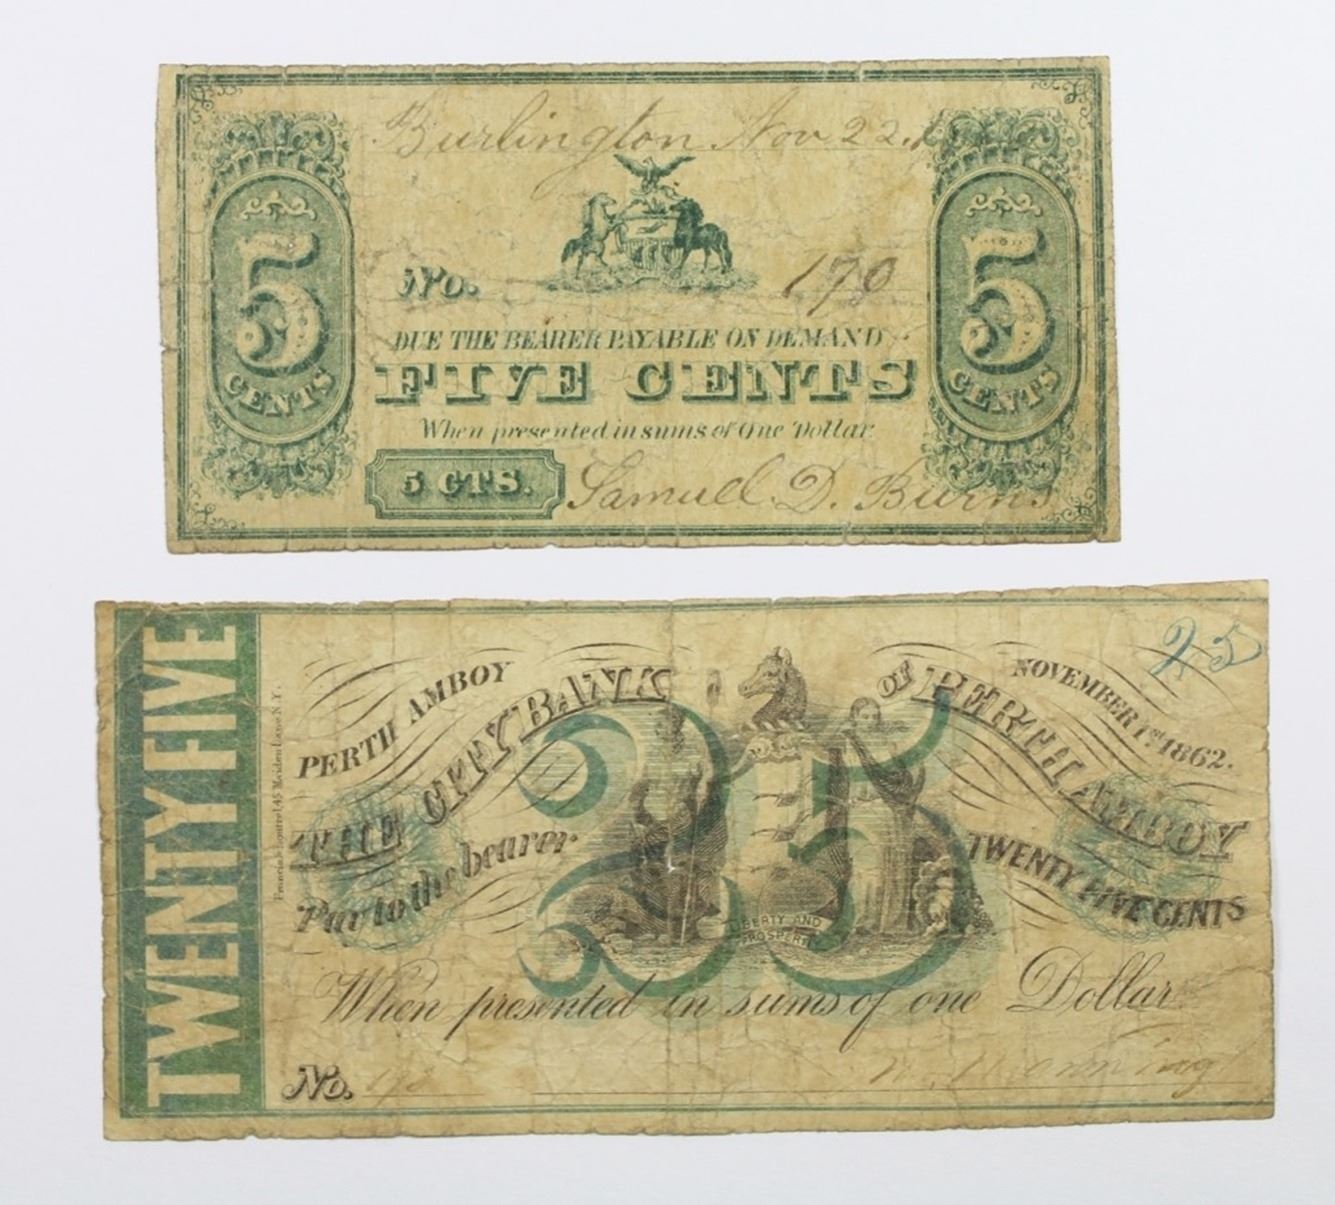 Burlington Nov 22
5 CENTS
5 CENTS
No. 170
DUE THE BEARER PAYABLE ON DEMAND
FIVE CENTS
When presented in sums of One Dollar
5 CTS.
Samuel D. Burns
TWENTY FIVE
25
PERTH AMBOY
NOVEMBER 1st 1862.
THE CITY BANK of PERTH AMBOY
Pay to the bearer
25
TWENTY FIVE CENTS
LIBERTY AND
PROSPERITY
When presented in sums of one Dollar
No.